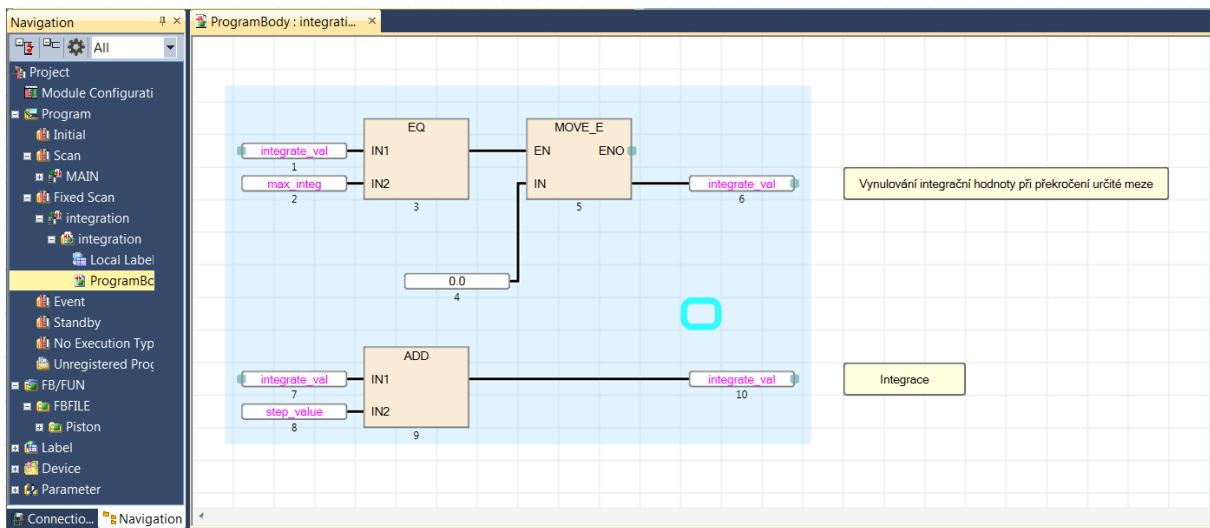 Navigation
ProgramBody : integrati...
All
Project
Module Configurati
Program
Initial
Scan
MAIN
Fixed Scan
integration
integration
Local Label
ProgramBo
Event
Standby
No Execution Typ
Unregistered Prog
FB/FUN
FBFILE
Piston
Label
Device
Parameter
Connectio...
Navigation
EQ
integrate_val
IN1
1
max_integ
IN2
2
3
MOVE_E
EN
ENO
IN
5
integrate_val
6
0.0
4
Vynulování integrační hodnoty při překročení určité meze
ADD
integrate_val
IN1
7
step_value
IN2
8
9
integrate_val
10
Integrace